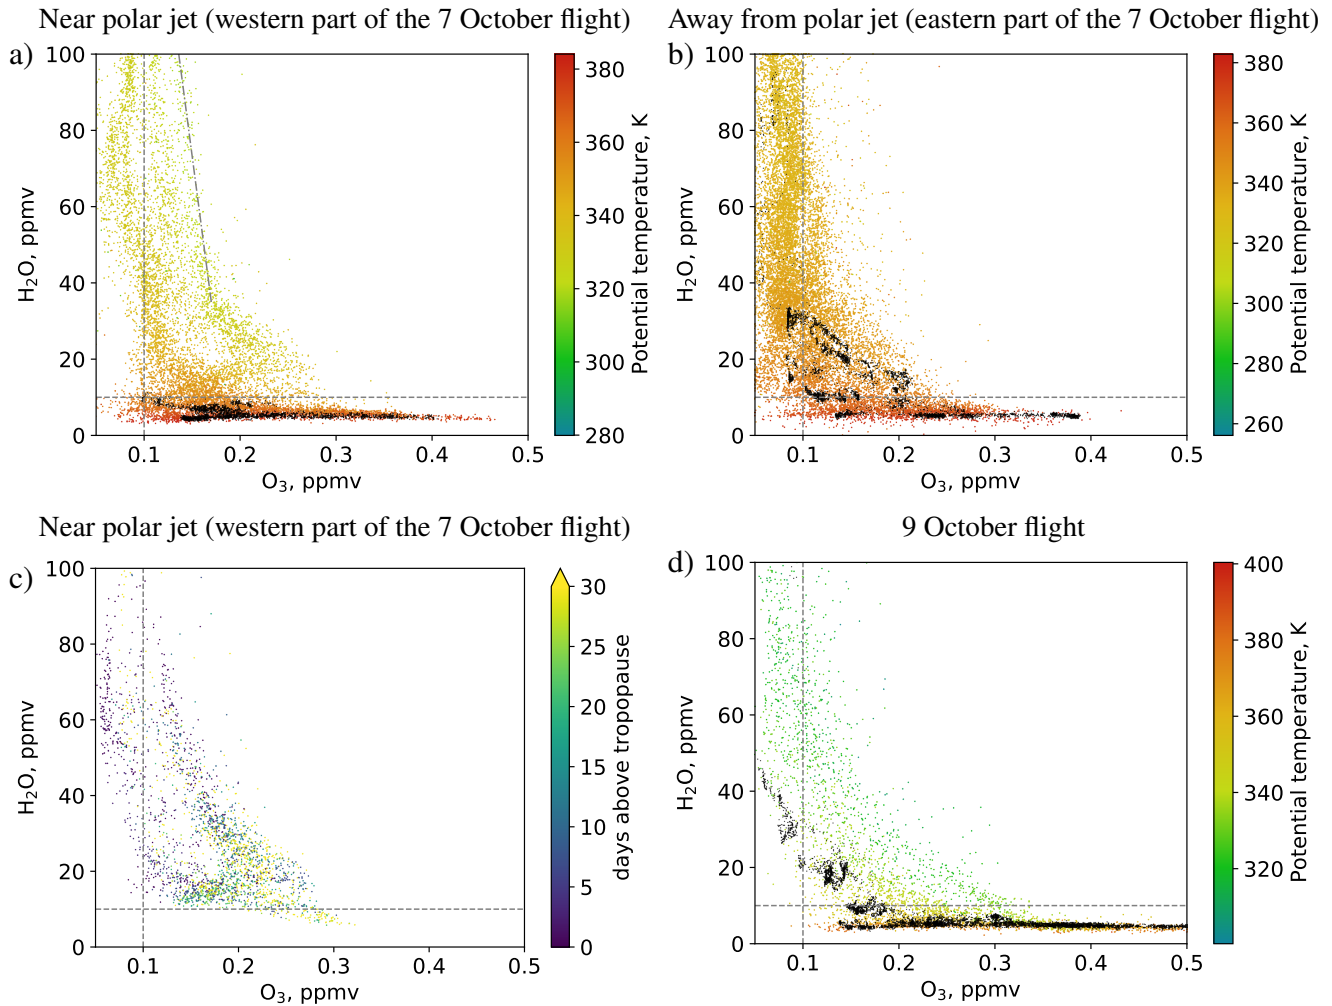 Near polar jet (western part of the 7 October flight)
Away from polar jet (eastern part of the 7 October flight)
a)
100
80
60
40
20
0
H₂O, ppmv
0.1 0.2 0.3 0.4 0.5
O₃, ppmv
380
360
340
320
300
280
Potential temperature, K
b)
100
80
60
40
20
0
H₂O, ppmv
0.1 0.2 0.3 0.4 0.5
O₃, ppmv
380
360
340
320
300
280
260
Potential temperature, K
Near polar jet (western part of the 7 October flight)
9 October flight
c)
100
80
60
40
20
0
H₂O, ppmv
0.1 0.2 0.3 0.4 0.5
O₃, ppmv
30
25
20
15
10
5
0
days above tropopause
d)
100
80
60
40
20
0
H₂O, ppmv
0.1 0.2 0.3 0.4 0.5
O₃, ppmv
400
380
360
340
320
Potential temperature, K